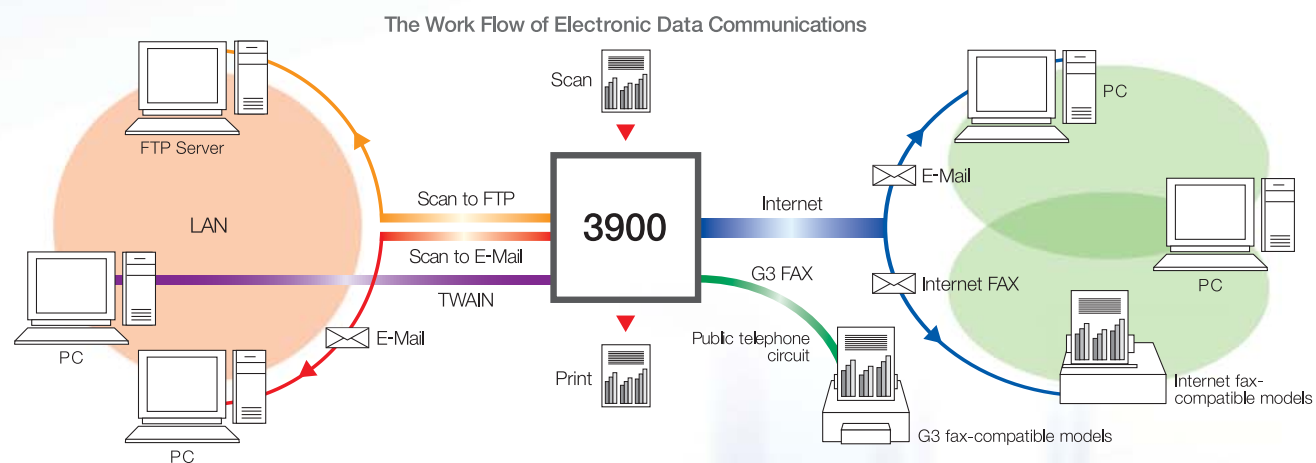 The Work Flow of Electronic Data Communications
Scan
FTP Server
LAN
Scan to FTP
Scan to E-Mail
TWAIN
PC
E-Mail
PC
3900
Print
Internet
G3 FAX
Public telephone
circuit
G3 fax-compatible models
PC
E-Mail
PC
Internet FAX
Internet fax-
compatible models